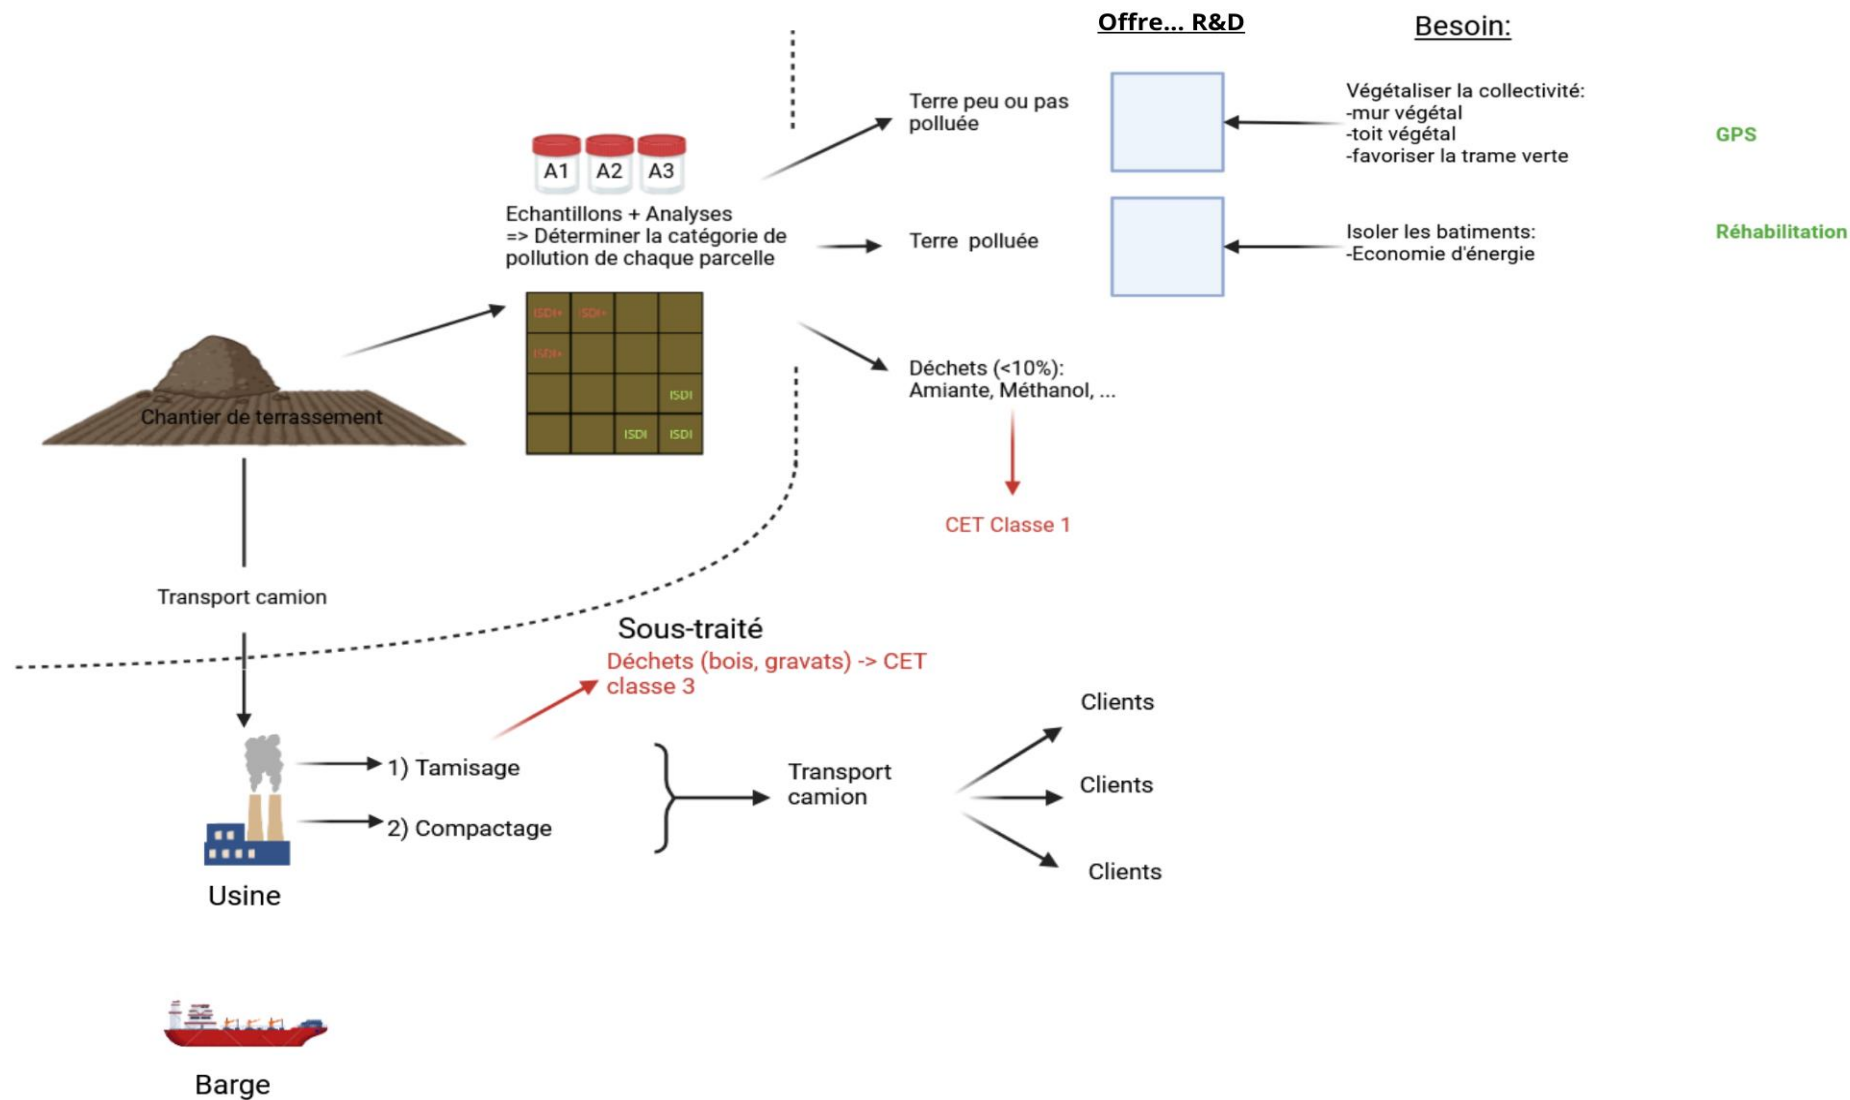 Offre... R&D
Besoin:
Terre peu ou pas
polluée
Végétaliser la collectivité:
-mur végétal
-toit végétal
-favoriser la trame verte
GPS
A1 A2 A3
Echantillons + Analyses
=> Déterminer la catégorie de
pollution de chaque parcelle
Terre polluée
Isoler les batiments:
-Economie d'énergie
Réhabilitation
ISDI+ ISDI+
ISDI+
ISDI
ISDI ISDI
Déchets (<10%):
Amiante, Méthanol, ...
CET Classe 1
Chantier de terrassement
Transport camion
Sous-traité
Déchets (bois, gravats) -> CET
classe 3
1) Tamisage
2) Compactage
Usine
Transport
camion
Clients
Clients
Clients
Barge